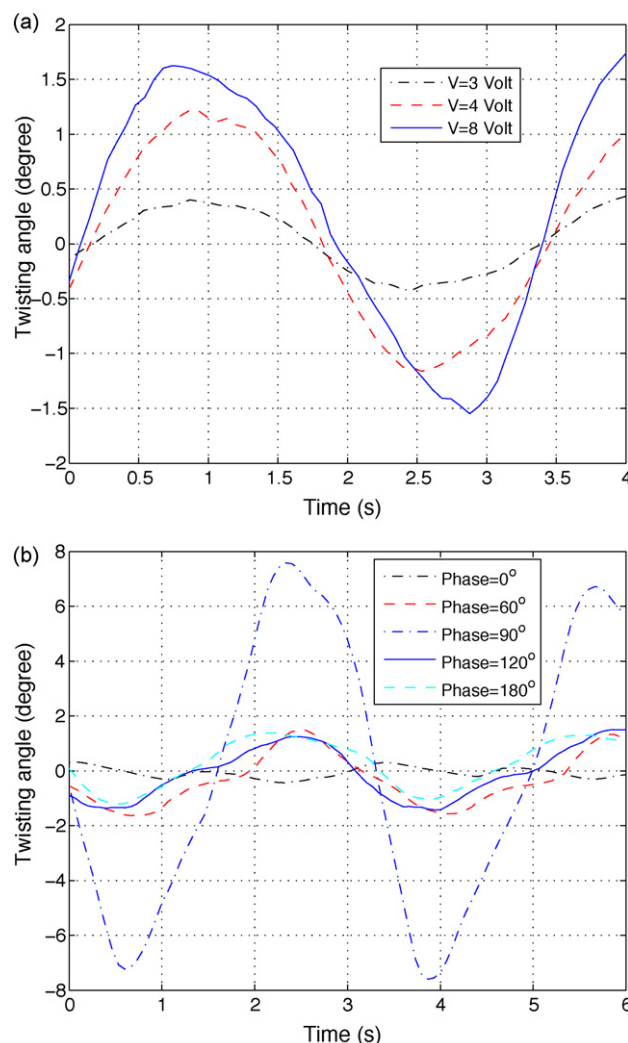 (a)
2
1.5
1
0.5
0
−0.5
−1
−1.5
−2
Twisting angle (degree)
V=3 Volt
V=4 Volt
V=8 Volt
0 0.5 1 1.5 2 2.5 3 3.5 4
Time (s)
(b)
8
6
4
2
0
−2
−4
−6
−8
Twisting angle (degree)
Phase=0°
Phase=60°
Phase=90°
Phase=120°
Phase=180°
0 1 2 3 4 5 6
Time (s)